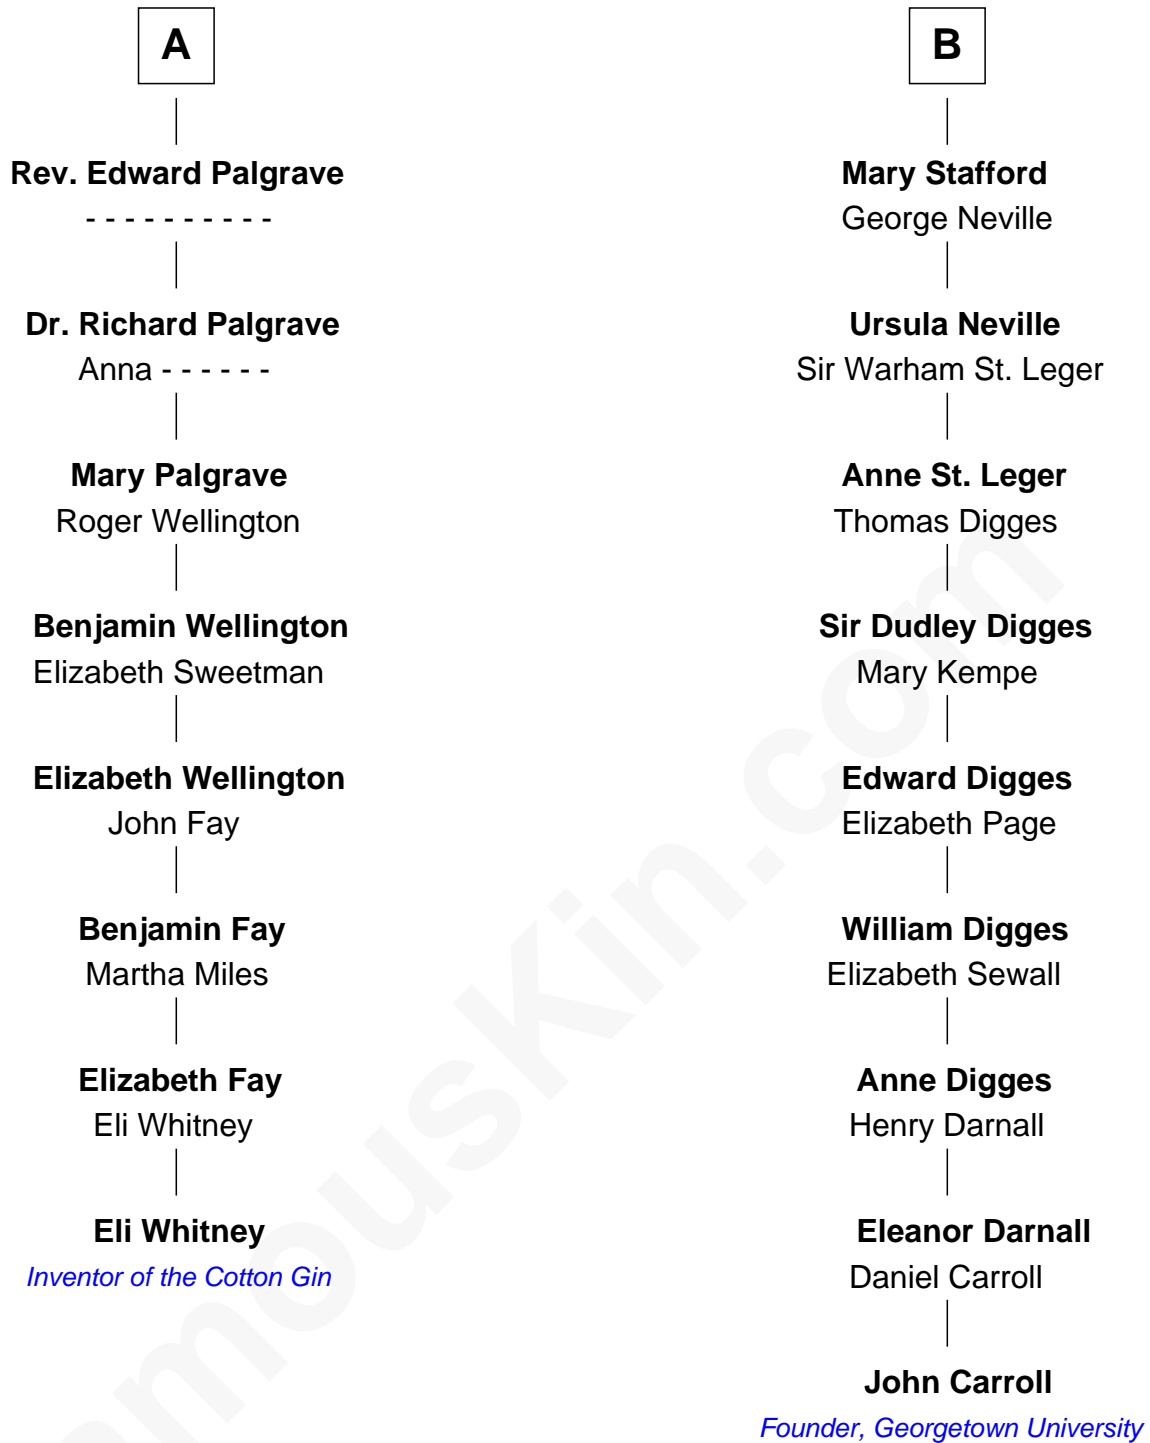 A
Rev. Edward Palgrave
- - - - - - - - - -
Dr. Richard Palgrave
Anna - - - - - -
Mary Palgrave
Roger Wellington
Benjamin Wellington
Elizabeth Sweetman
Elizabeth Wellington
John Fay
Benjamin Fay
Martha Miles
Elizabeth Fay
Eli Whitney
Eli Whitney
Inventor of the Cotton Gin
B
Mary Stafford
George Neville
Ursula Neville
Sir Warham St. Leger
Anne St. Leger
Thomas Digges
Sir Dudley Digges
Mary Kempe
Edward Digges
Elizabeth Page
William Digges
Elizabeth Sewall
Anne Digges
Henry Darnall
Eleanor Darnall
Daniel Carroll
John Carroll
Founder, Georgetown University
amouskin.com